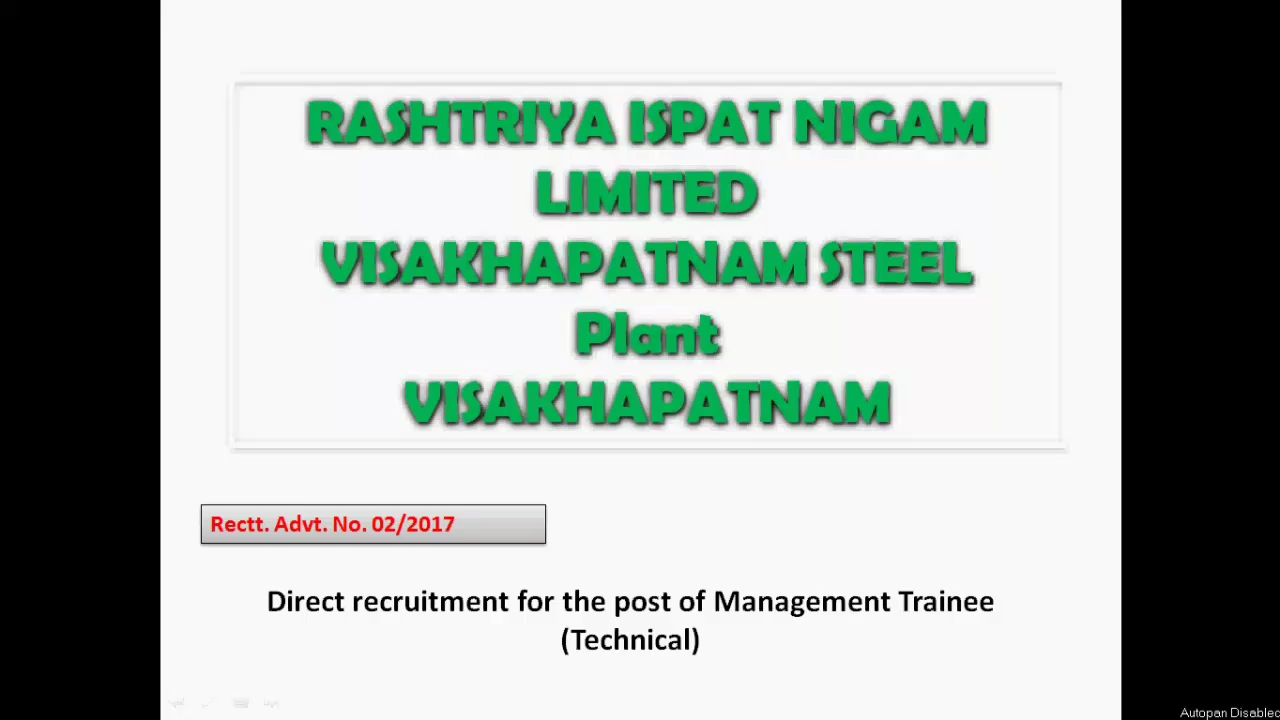 RASHTRIYA ISPAT NIGAM
LIMITED
VISAKHAPATNAM STEEL
Plant
VISAKHAPATNAM
Rectt. Advt. No. 02/2017
Direct recruitment for the post of Management Trainee
(Technical)
Autopan Disabled